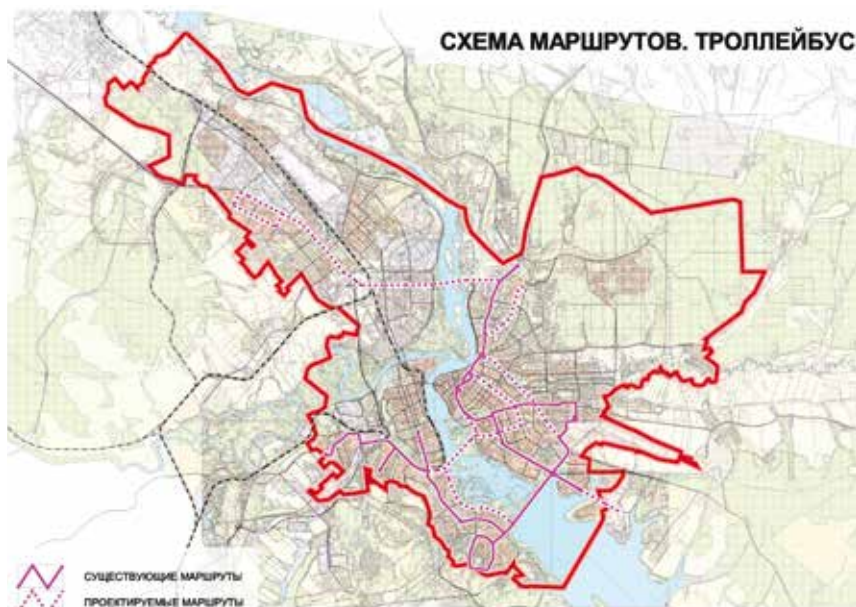 СХЕМА МАРШРУТОВ. ТРОЛЛЕЙБУС
СУЩЕСТВУЮЩИЕ МАРШРУТЫ
ПРОЕКТИРУЕМЫЕ МАРШРУТЫ